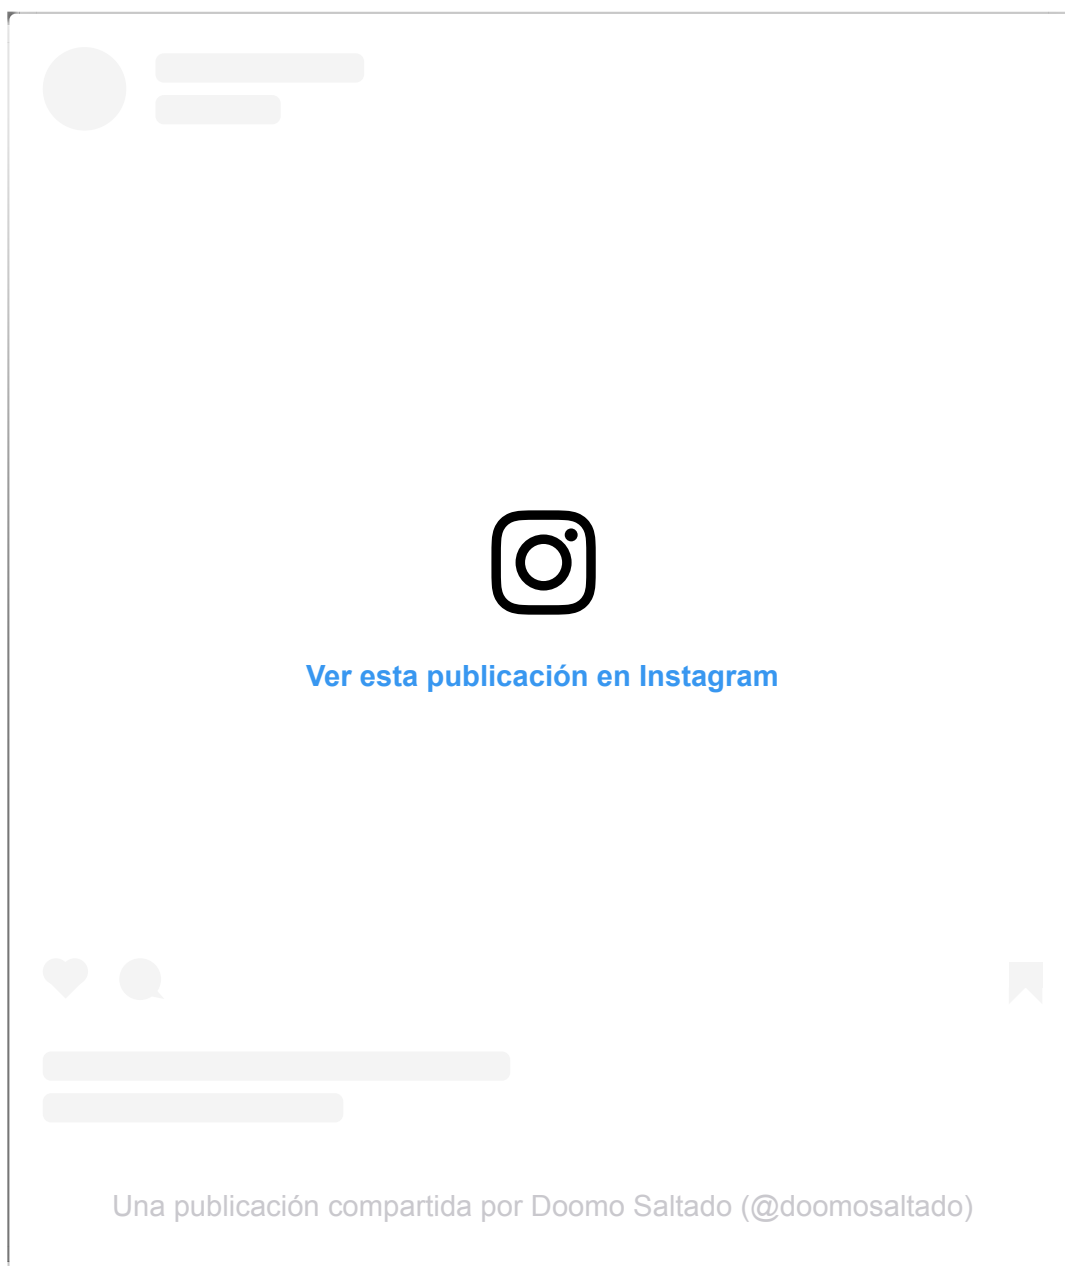 Ver esta publicación en Instagram
Una publicación compartida por Doomo Saltado (@doomosaltado)